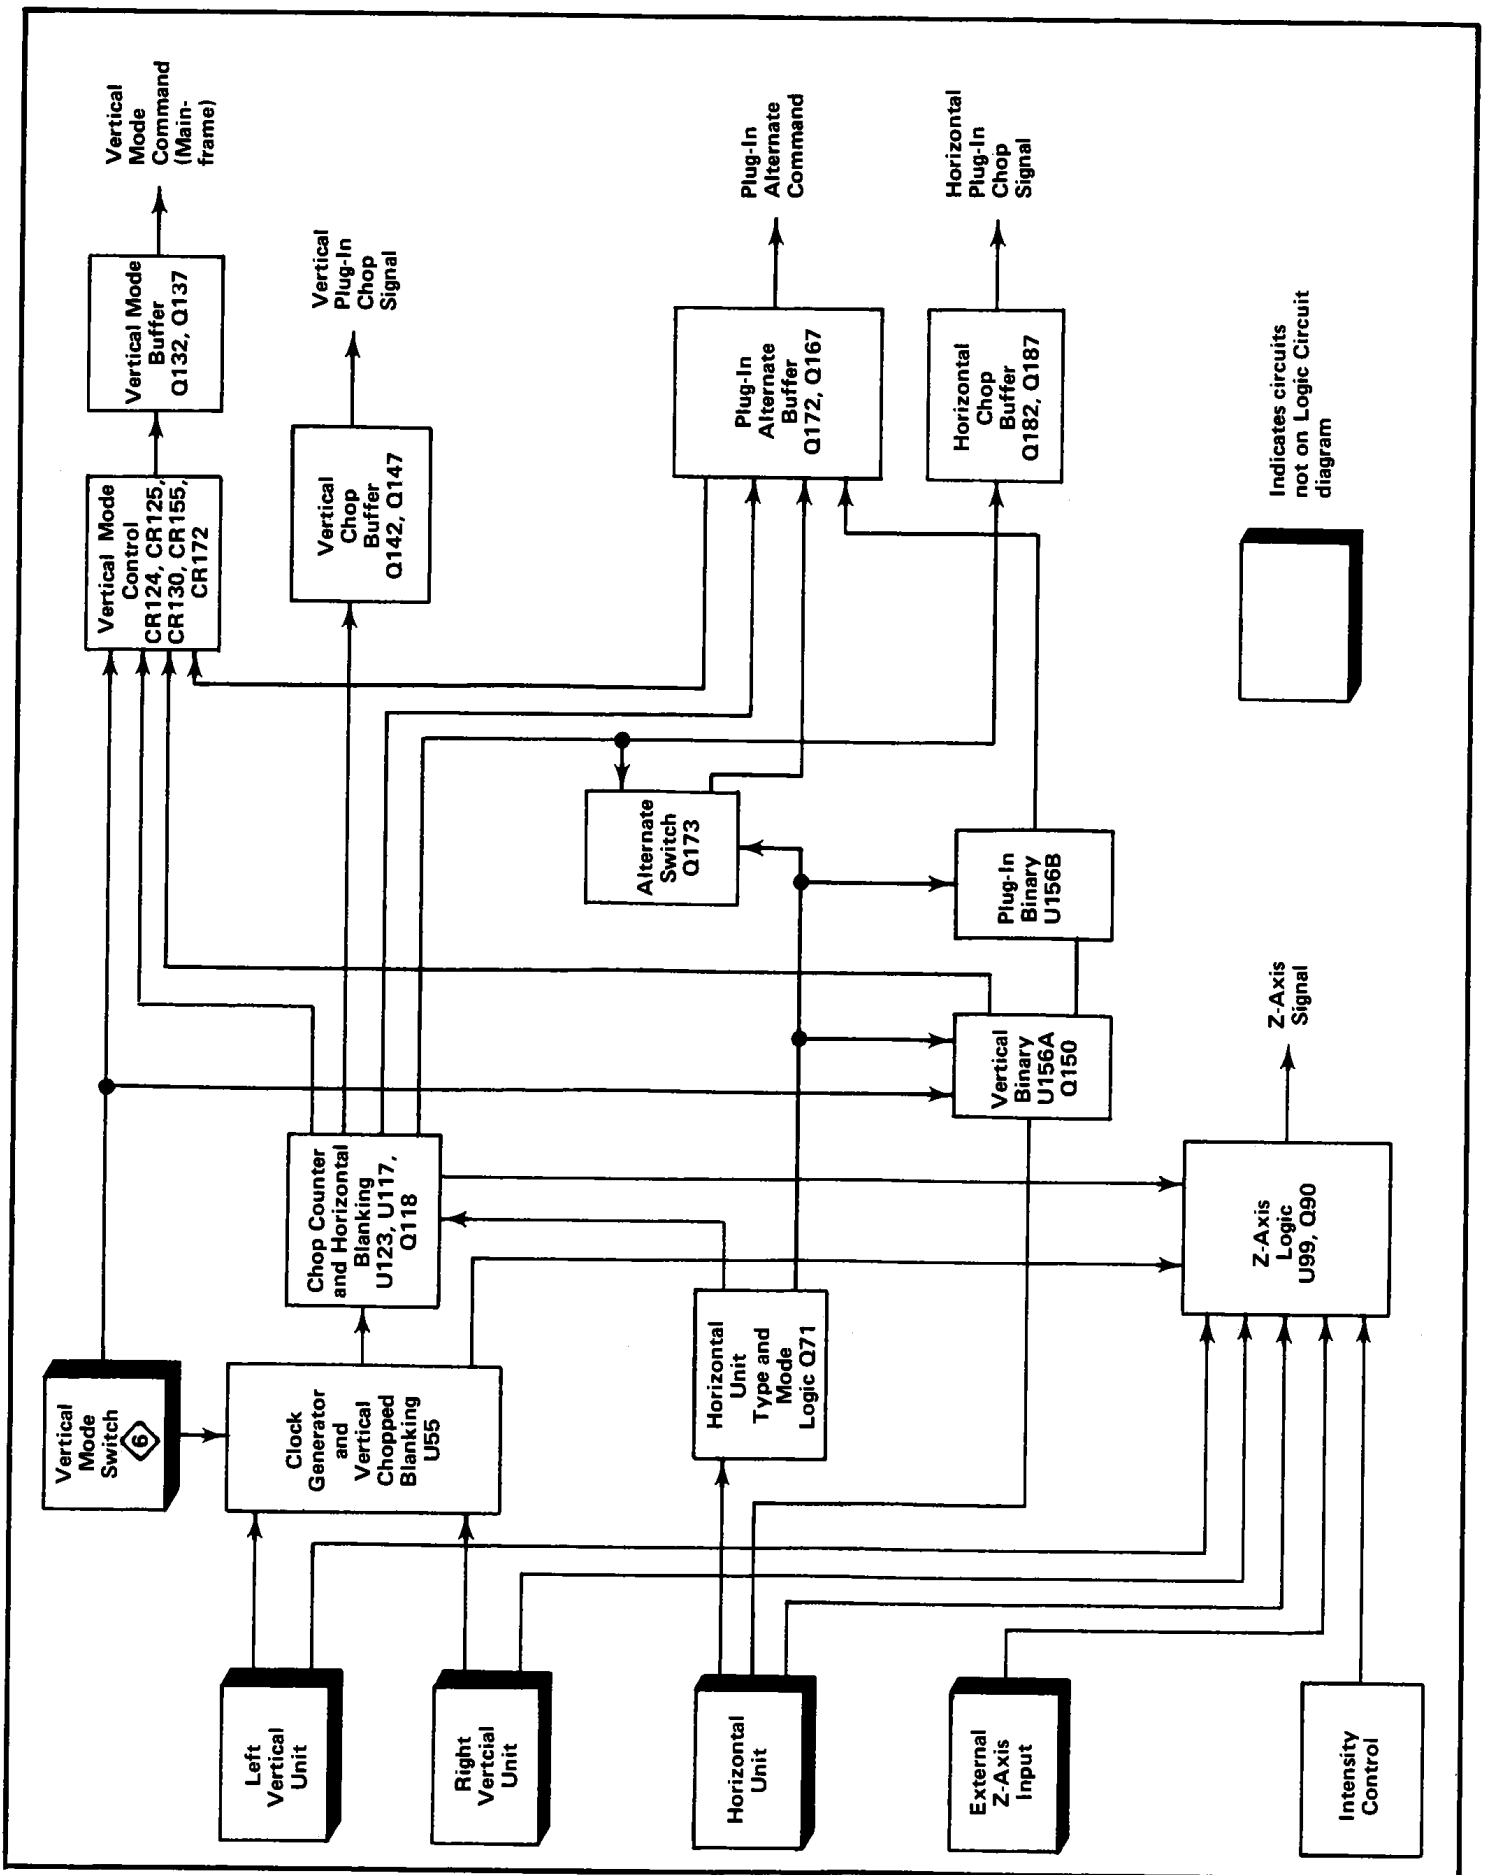 Left
Vertical
Unit
Right
Vertcial
Unit
Horizontal
Unit
External
Z-Axis
Input
Intensity
Control
Vertical
Mode
Switch
6
Clock
Generator
and
Vertical
Chopped
Blanking
U55
Horizontal
Unit
Type and
Mode
Logic Q71
Chop Counter
and Horizontal
Blanking
U123, U117,
Q118
Z-Axis
Logic
U99, Q90
Z-Axis
Signal
Vertical
Binary
U156A
Q150
Plug-In
Binary
U156B
Alternate
Switch
Q173
Vertical Mode
Control
CR124, CR125,
CR130, CR155,
CR172
Vertical
Chop
Buffer
Q142, Q147
Plug-In
Alternate
Buffer
Q172, Q167
Horizontal
Chop
Buffer
Q182, Q187
Vertical Mode
Buffer
Q132, Q137
Vertical
Mode
Command
(Main-
frame)
Vertical
Plug-In
Chop
Signal
Plug-In
Alternate
Command
Horizontal
Plug-In
Chop
Signal
Indicates circuits
not on Logic Circuit
diagram